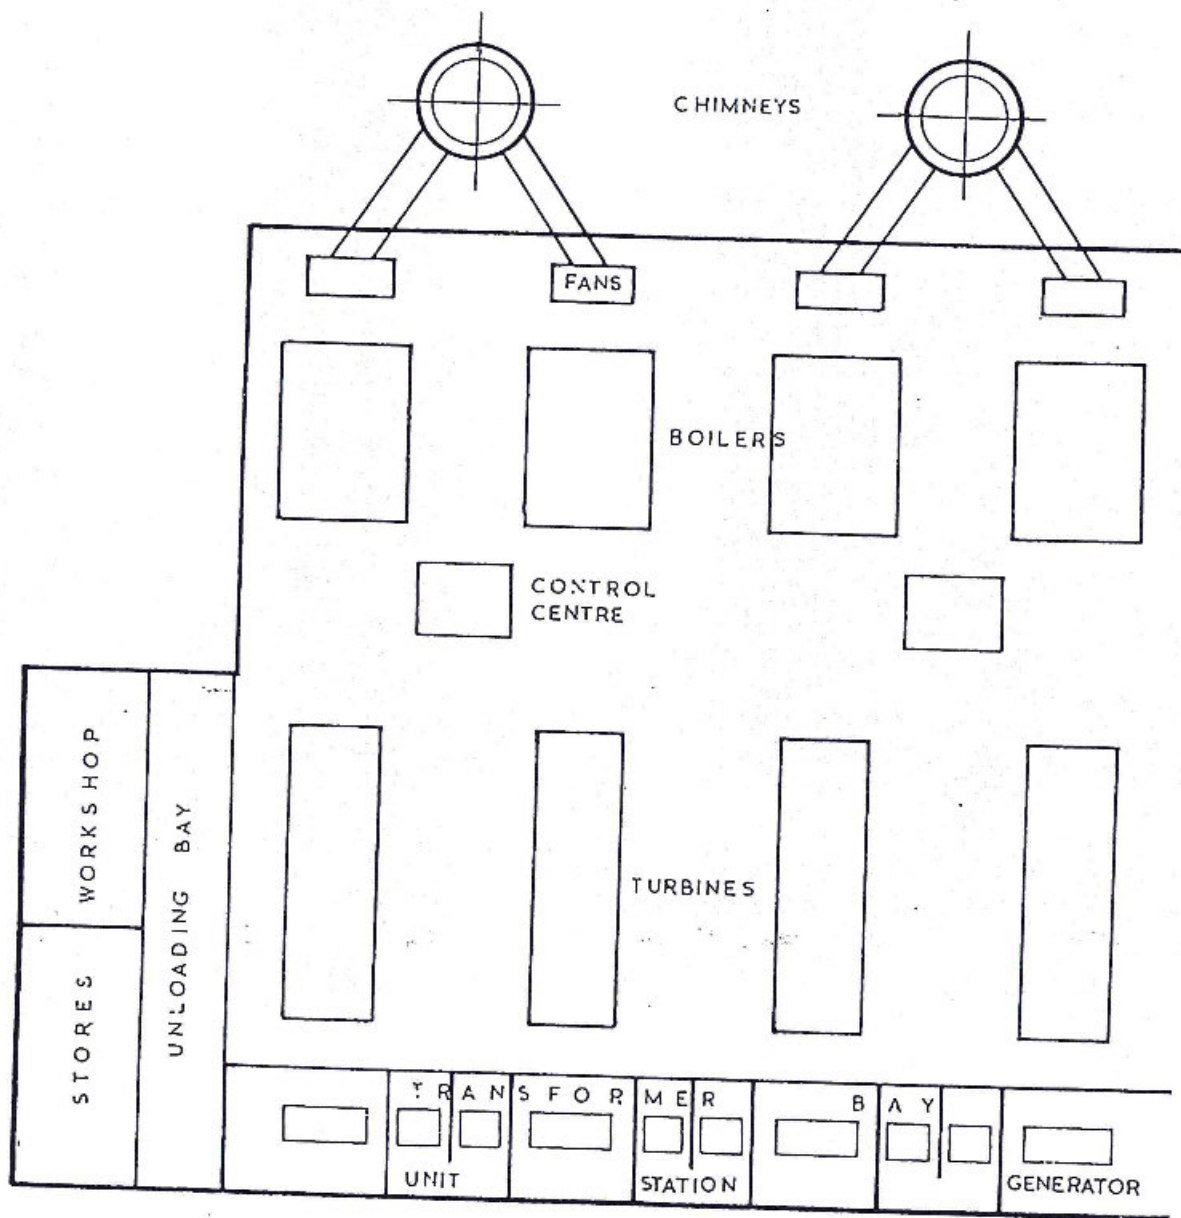 CHIMNEYS
FANS
BOILERS
CONTROL
CENTRE
WORKSHOP
UNLOADING BAY
TURBINES
STORES
TRANSFORMER BAY
UNIT
STATION
GENERATOR